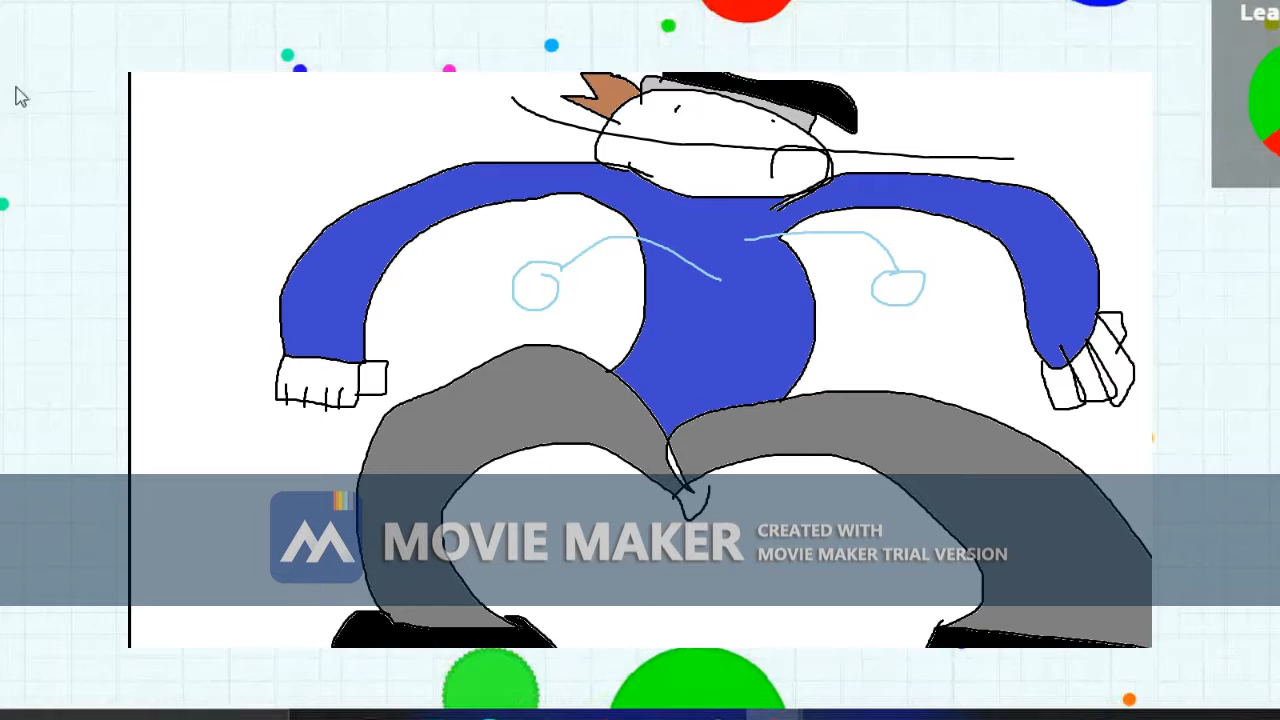 Lea
MOVIE MAKER
CREATED WITH
MOVIE MAKER TRIAL VERSION